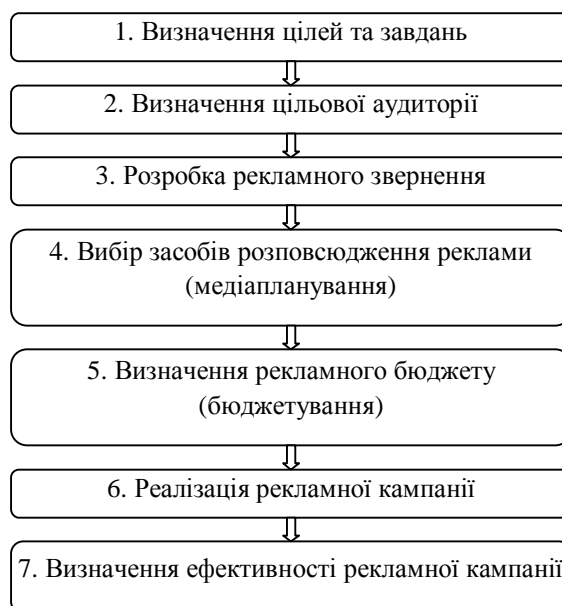 1. Визначення цілей та завдань
2. Визначення цільової аудиторії
3. Розробка рекламного звернення
4. Вибір засобів розповсюдження реклами
(медіапланування)
5. Визначення рекламного бюджету
(бюджетування)
6. Реалізація рекламної кампанії
7. Визначення ефективності рекламної кампанії